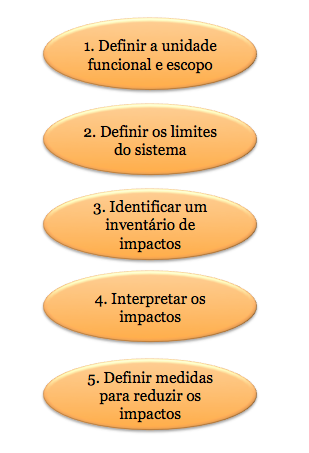 1. Definir a unidade
funcional e escopo
2. Definir os limites
do sistema
3. Identificar um
inventário de
impactos
4. Interpretar os
impactos
5. Definir medidas
para reduzir os
impactos